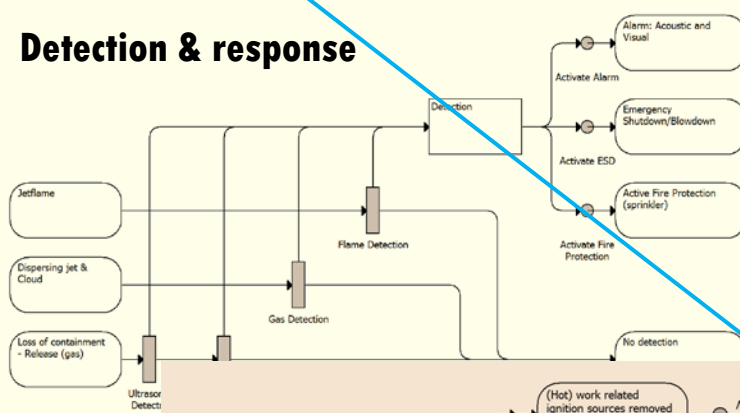 Detection & response
Alarm: Acoustic and
Visual
Activate Alarm
Detection
Emergency
Shutdown/Blowdown
Activate ESD
Jetflame
Active Fire Protection
(sprinkler)
Flame Detection
Activate Fire
Protection
Dispersing jet &
Cloud
Gas Detection
Loss of containment
- Release (gas)
No detection
(Hot) work related
ignition sources removed